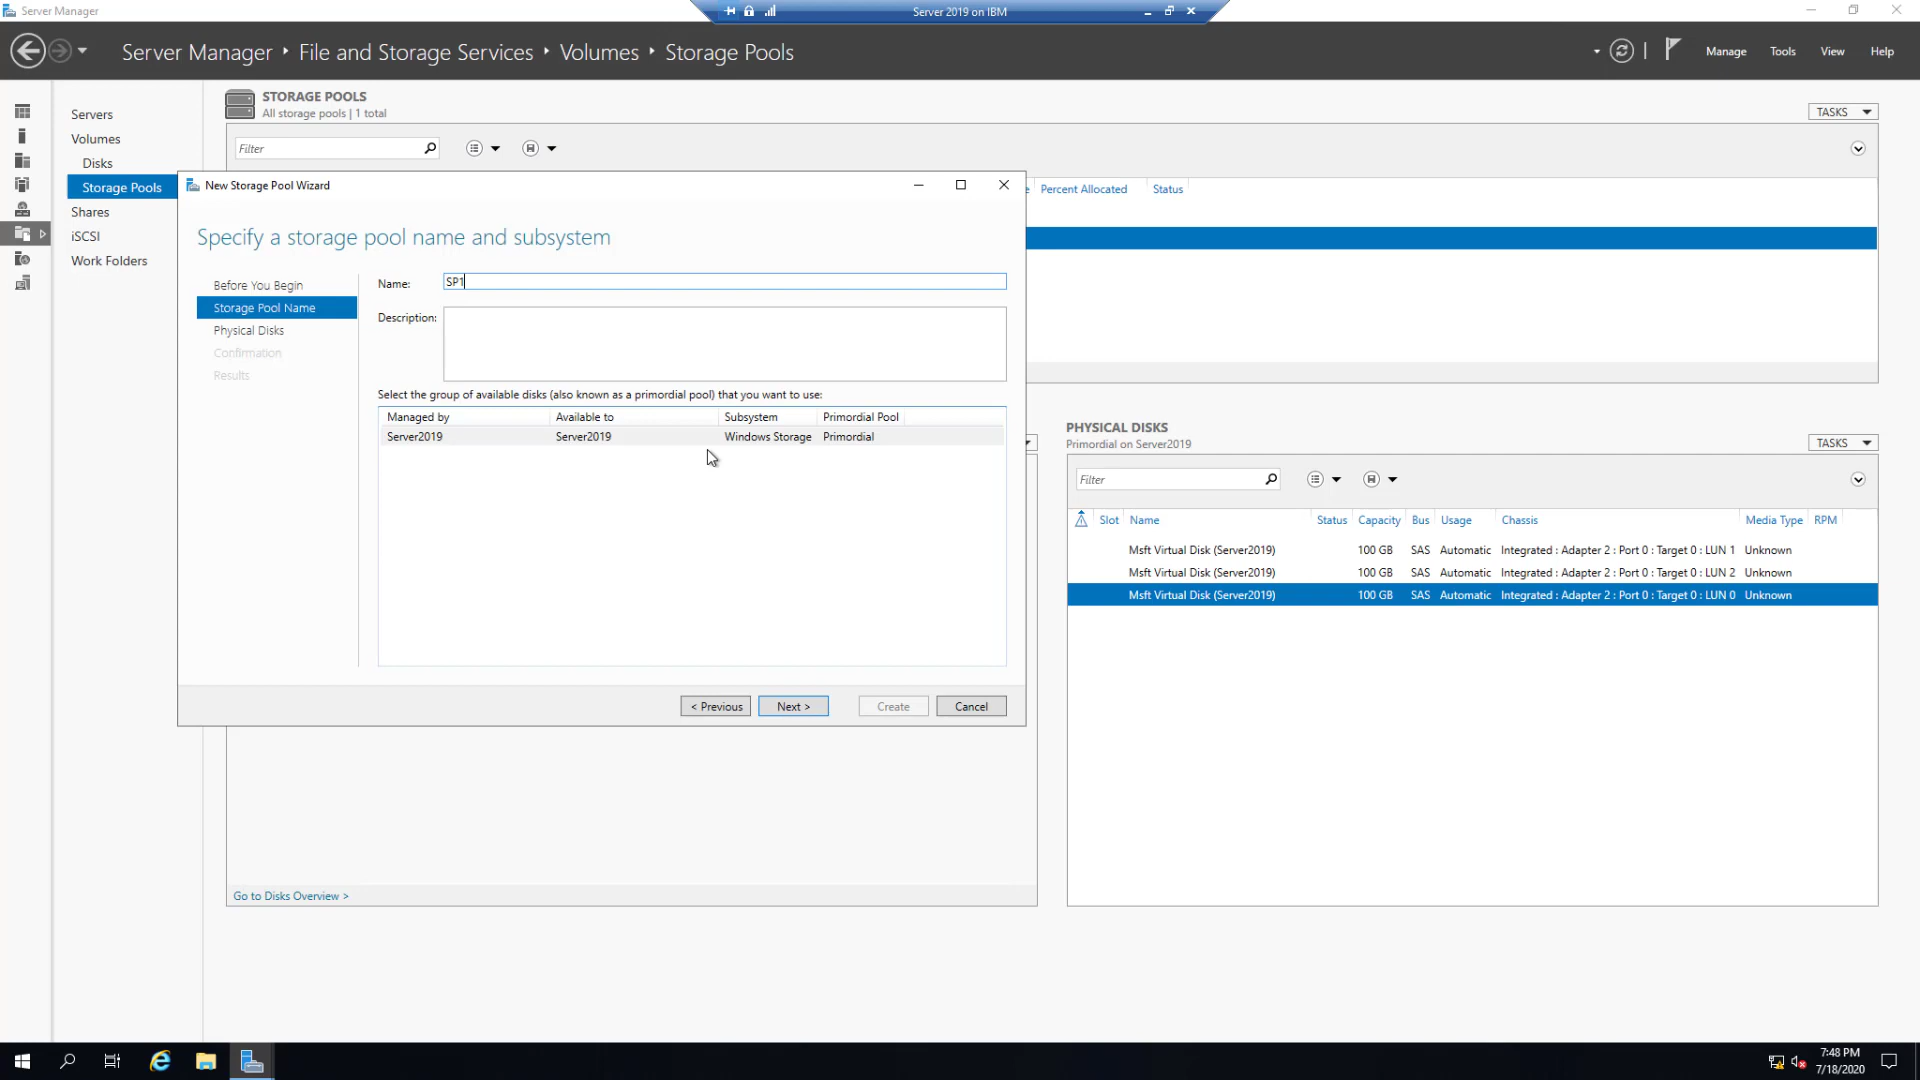 Server Manager
Server 2019 on IBM
Server Manager File and Storage Services Volumes Storage Pools
Manage Tools View Help
Servers
Volumes
Disks
Storage Pools
Shares
iSCSI
Work Folders
STORAGE POOLS
All storage pools | 1 total
TASKS
Filter
Percent Allocated Status
New Storage Pool Wizard
Specify a storage pool name and subsystem
Before You Begin
Storage Pool Name
Physical Disks
Confirmation
Results
Name: SP1
Description:
Select the group of available disks (also known as a primordial pool) that you want to use:
Managed by Available to Subsystem Primordial Pool
Server2019 Server2019 Windows Storage Primordial
< Previous Next > Create Cancel
Go to Disks Overview >
PHYSICAL DISKS
Primordial on Server2019
TASKS
Filter
Slot Name Status Capacity Bus Usage Chassis Media Type RPM
Msft Virtual Disk (Server2019) 100 GB SAS Automatic Integrated : Adapter 2 : Port 0 : Target 0 : LUN 1 Unknown
Msft Virtual Disk (Server2019) 100 GB SAS Automatic Integrated : Adapter 2 : Port 0 : Target 0 : LUN 2 Unknown
Msft Virtual Disk (Server2019) 100 GB SAS Automatic Integrated : Adapter 2 : Port 0 : Target 0 : LUN 0 Unknown
7:48 PM
7/18/2020